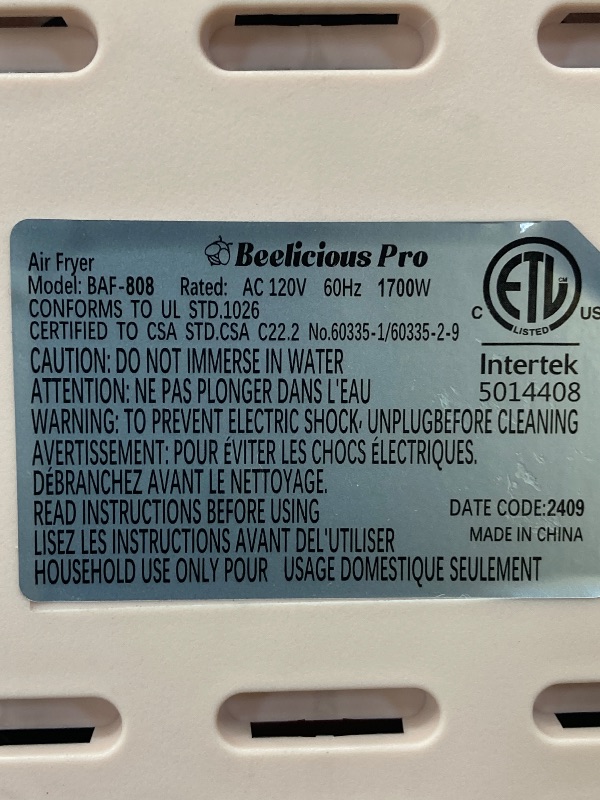 Air Fryer
Beelicious Pro
Model: BAF-808 Rated: AC 120V 60Hz 1700W
CONFORMS TO UL STD.1026
CERTIFIED TO CSA STD.CSA C22.2 No.60335-1/60335-2-9
CAUTION: DO NOT IMMERSE IN WATER
ATTENTION: NE PAS PLONGER DANS L'EAU
WARNING: TO PREVENT ELECTRIC SHOCK, UNPLUGBEFORE CLEANING
AVERTISSEMENT: POUR ÉVITER LES CHOCS ÉLECTRIQUES.
DÉBRANCHEZ AVANT LE NETTOYAGE.
READ INSTRUCTIONS BEFORE USING
LISEZ LES INSTRUCTIONS AVANT DEL'UTILISER
HOUSEHOLD USE ONLY POUR USAGE DOMESTIQUE SEULEMENT
ETL CM
LISTED
C US
Intertek
5014408
DATE CODE:2409
MADE IN CHINA